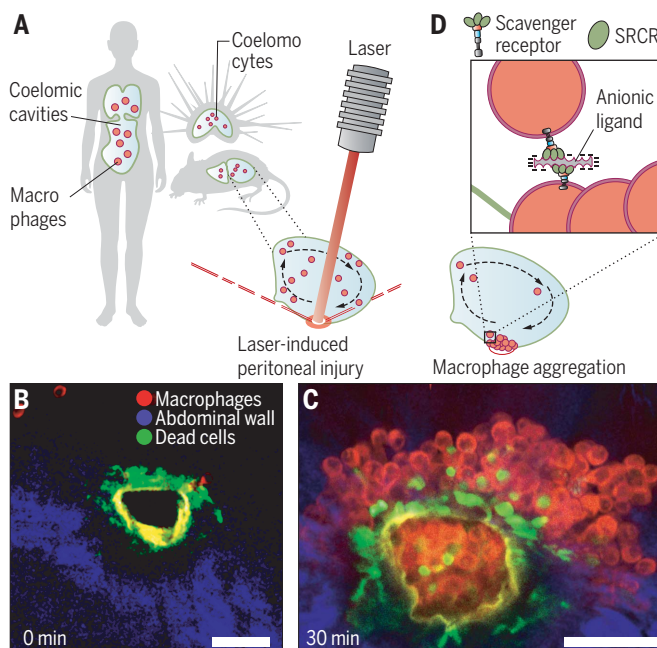 A
Coelomo
cytes
Coelomic
cavities
Macro
phages
Laser
Laser-induced
peritoneal injury
D
Scavenger
receptor
SRCR
Anionic
ligand
Macrophage aggregation
B
Macrophages
Abdominal wall
Dead cells
0 min
C
30 min